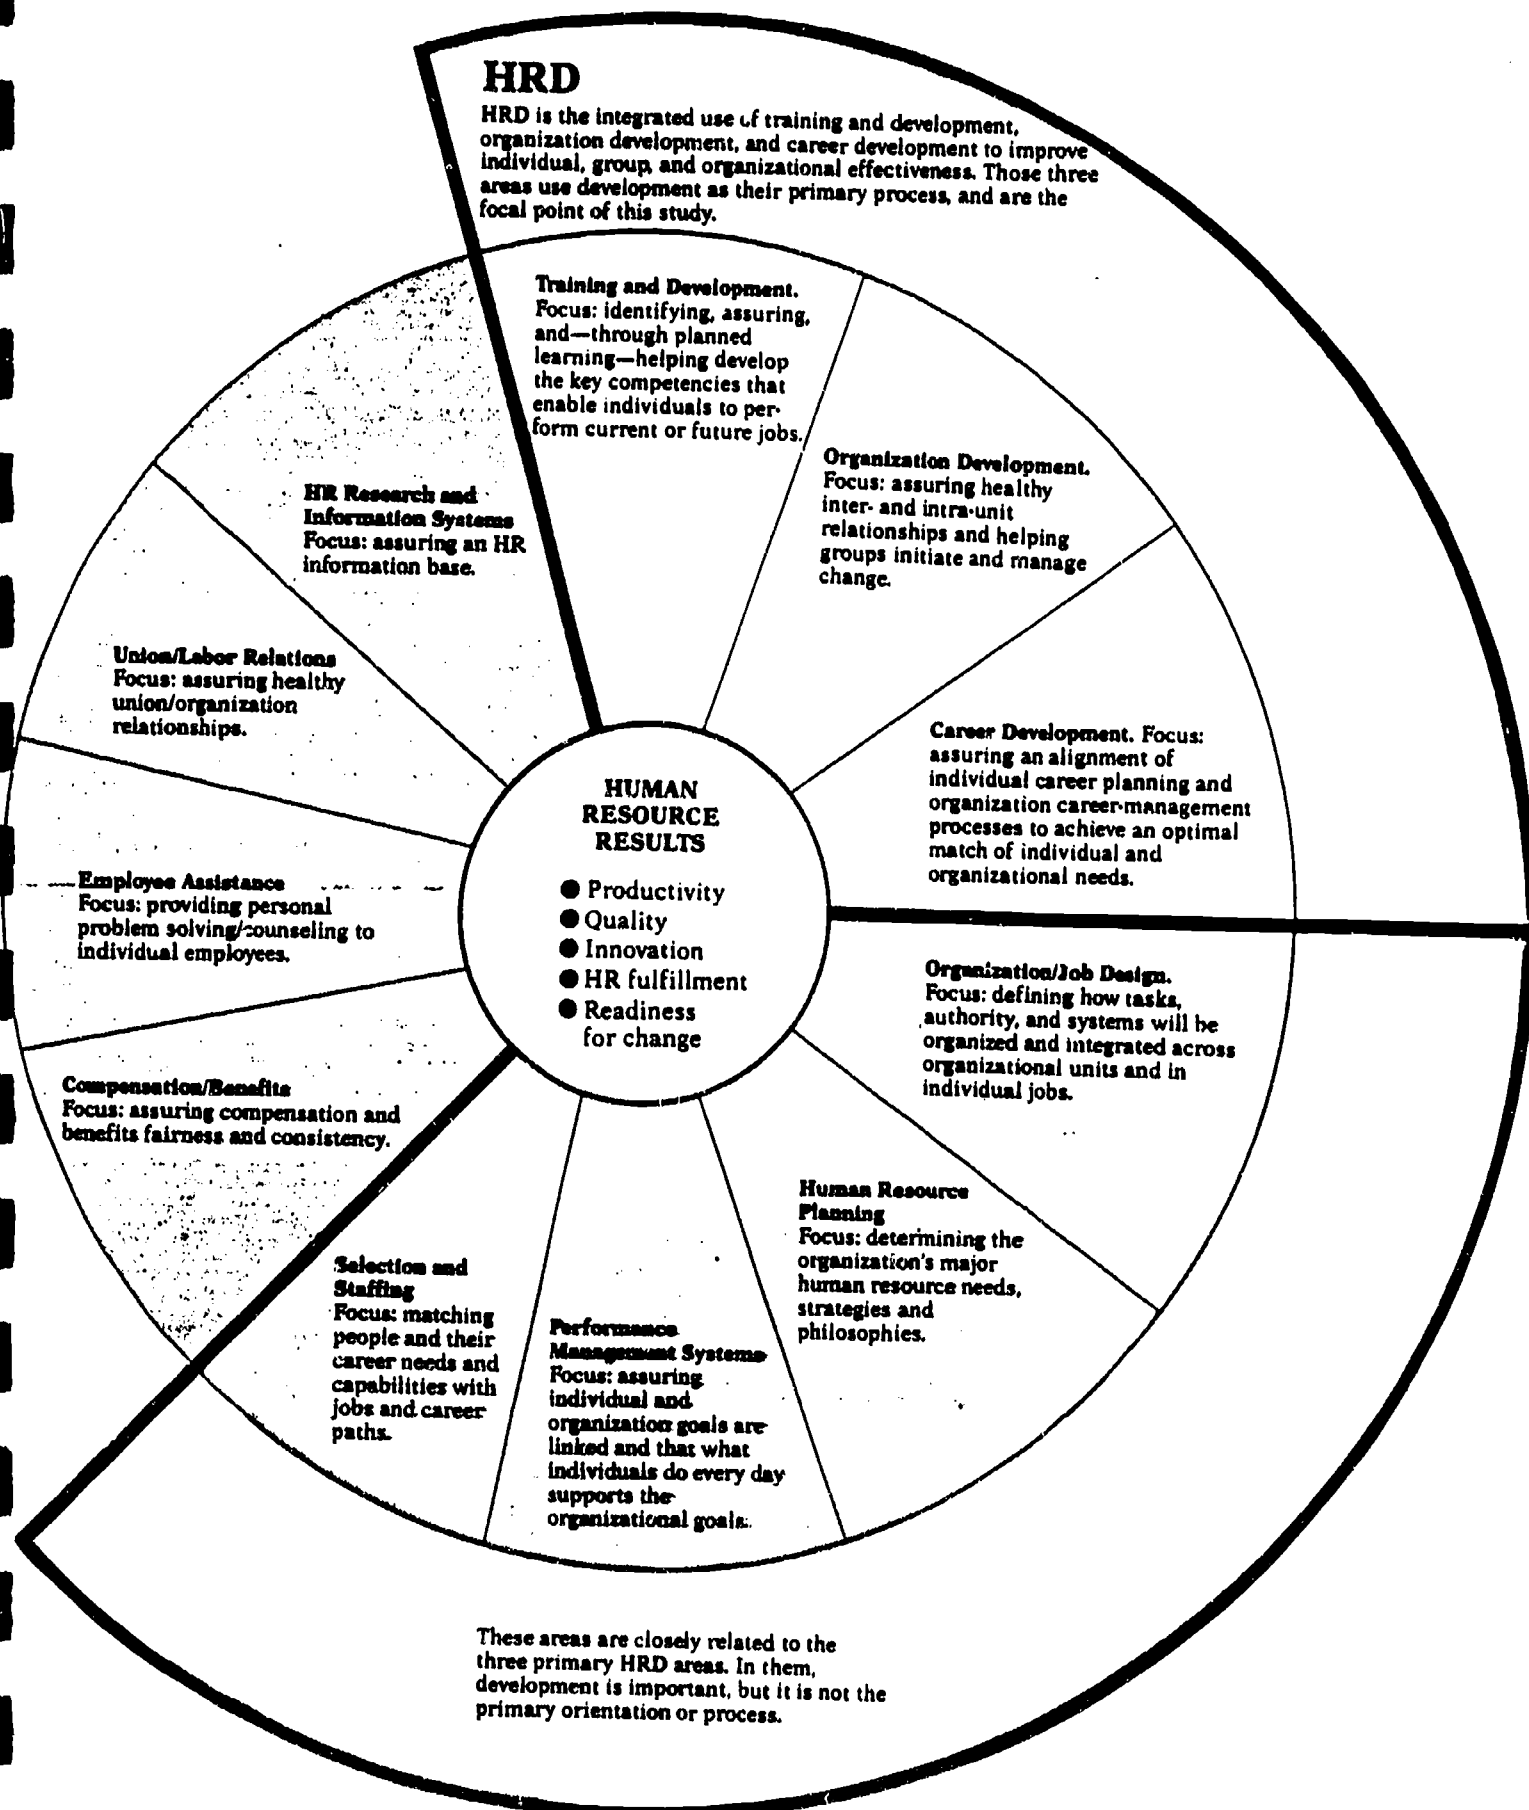 HRD
HRD is the integrated use of training and development,
organization development, and career development to improve
individual, group, and organizational effectiveness. Those three
areas use development as their primary process, and are the
focal point of this study.
Training and Development.
Focus: identifying, assuring,
and—through planned
learning—helping develop
the key competencies that
enable individuals to per-
form current or future jobs.
Organization Development.
Focus: assuring healthy
inter- and intra-unit
relationships and helping
groups initiate and manage
change.
Career Development. Focus:
assuring an alignment of
individual career planning and
organization career-management
processes to achieve an optimal
match of individual and
organizational needs.
Organization/Job Design.
Focus: defining how tasks,
authority, and systems will be
organized and integrated across
organizational units and in
individual jobs.
Human Resource
Planning
Focus: determining the
organization's major
human resource needs,
strategies and
philosophies.
Performance
Management Systems
Focus: assuring
individual and
organization goals are
linked and that what
individuals do every day
supports the
organizational goals.
Selection and
Staffing
Focus: matching
people and their
career needs and
capabilities with
jobs and career
paths.
Compensation/Benefits
Focus: assuring compensation and
benefits fairness and consistency.
Employee Assistance
Focus: providing personal
problem solving/counseling to
individual employees.
Union/Labor Relations
Focus: assuring healthy
union/organization
relationships.
HR Research and
Information Systems
Focus: assuring an HR
information base.
HUMAN
RESOURCE
RESULTS
● Productivity
● Quality
● Innovation
● HR fulfillment
● Readiness
for change
These areas are closely related to the
three primary HRD areas. In them,
development is important, but it is not the
primary orientation or process.